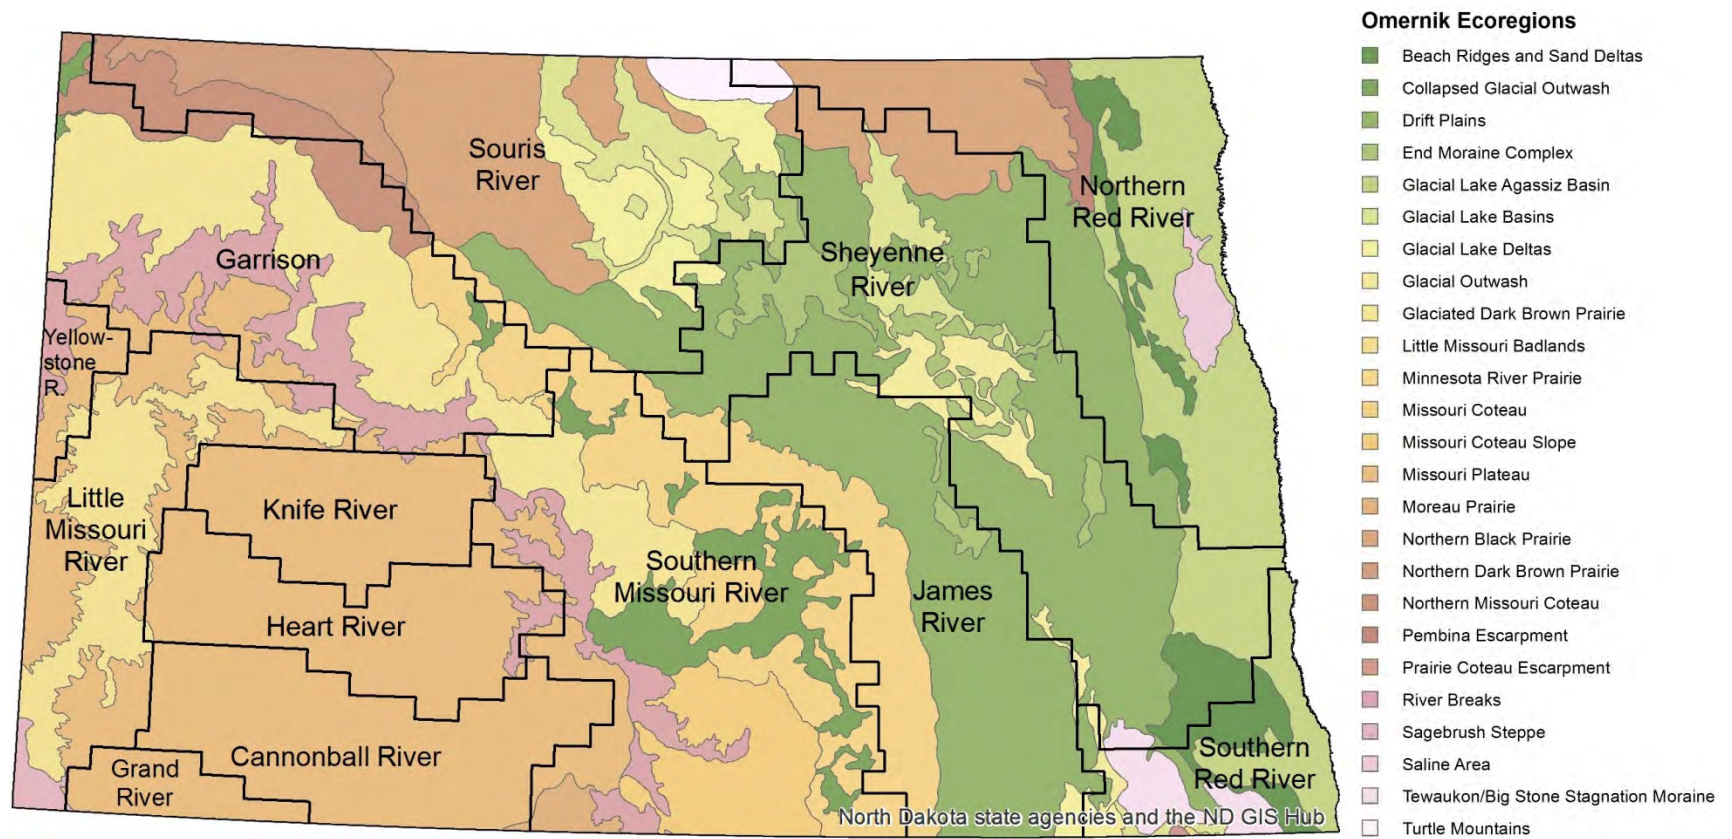 Souris
River
Northern
Red River
Garrison
Sheyenne
River
Yellow-
stone
R.
Little
Missouri
River
Knife River
Southern
Missouri River
James
River
Heart River
Cannonball River
Grand
River
Southern
Red River
North Dakota state agencies and the ND GIS Hub
Omernik Ecoregions
Beach Ridges and Sand Deltas
Collapsed Glacial Outwash
Drift Plains
End Moraine Complex
Glacial Lake Agassiz Basin
Glacial Lake Basins
Glacial Lake Deltas
Glacial Outwash
Glaciated Dark Brown Prairie
Little Missouri Badlands
Minnesota River Prairie
Missouri Coteau
Missouri Coteau Slope
Missouri Plateau
Moreau Prairie
Northern Black Prairie
Northern Dark Brown Prairie
Northern Missouri Coteau
Pembina Escarpment
Prairie Coteau Escarpment
River Breaks
Sagebrush Steppe
Saline Area
Tewaukon/Big Stone Stagnation Moraine
Turtle Mountains